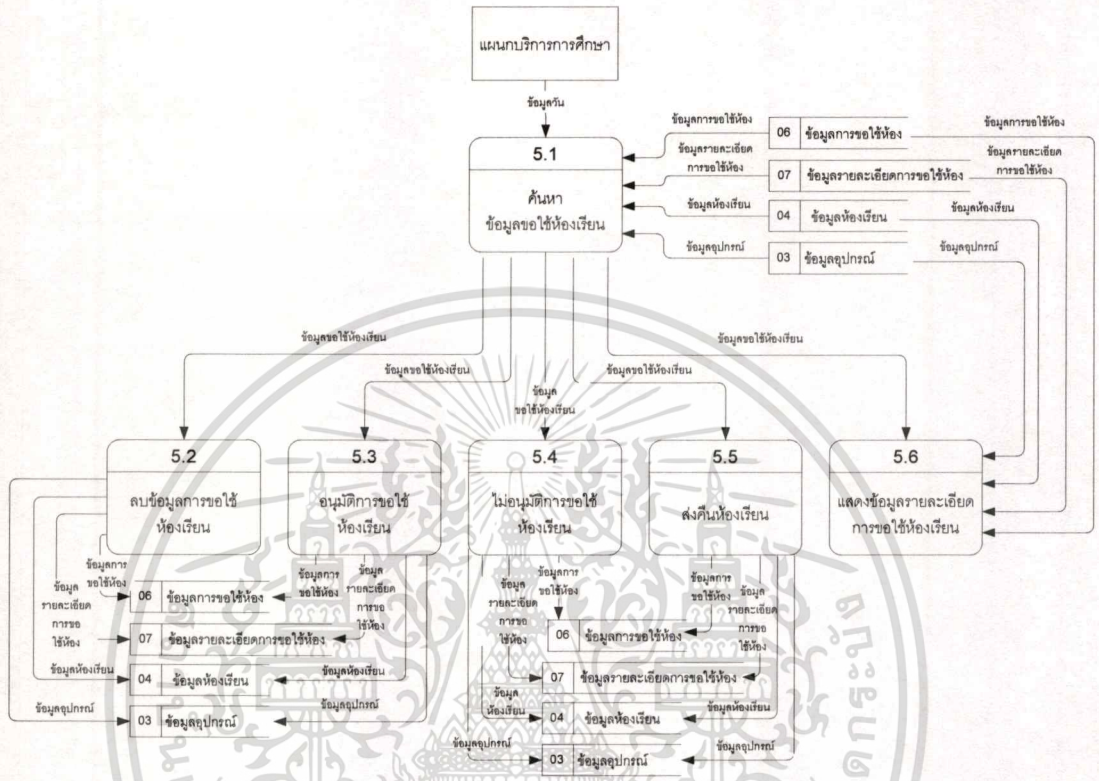 แผนกบริการการศึกษา
ข้อมูลวัน
5.1
ค้นหา
ข้อมูลขอใช้ห้องเรียน
ข้อมูลการขอใช้ห้อง
06 ข้อมูลการขอใช้ห้อง
ข้อมูลการขอใช้ห้อง
ข้อมูลรายละเอียด
การขอใช้ห้อง
07 ข้อมูลรายละเอียดการขอใช้ห้อง
ข้อมูลรายละเอียด
การขอใช้ห้อง
ข้อมูลห้องเรียน
04 ข้อมูลห้องเรียน
ข้อมูลห้องเรียน
ข้อมูลอุปกรณ์
03 ข้อมูลอุปกรณ์
ข้อมูลอุปกรณ์
ข้อมูลขอใช้ห้องเรียน
ข้อมูลขอใช้ห้องเรียน
ข้อมูล
ขอใช้ห้องเรียน
ข้อมูลขอใช้ห้องเรียน
ข้อมูลขอใช้ห้องเรียน
5.2
ลบข้อมูลการขอใช้
ห้องเรียน
5.3
อนุมัติการขอใช้
ห้องเรียน
5.4
ไม่อนุมัติการขอใช้
ห้องเรียน
5.5
ส่งคืนห้องเรียน
5.6
แสดงข้อมูลรายละเอียด
การขอใช้ห้องเรียน
ข้อมูลการ
ขอใช้ห้อง
ข้อมูล
รายละเอียด
การขอ
ใช้ห้อง
ข้อมูลห้องเรียน
ข้อมูลอุปกรณ์
06 ข้อมูลการขอใช้ห้อง
07 ข้อมูลรายละเอียดการขอใช้ห้อง
04 ข้อมูลห้องเรียน
03 ข้อมูลอุปกรณ์
ข้อมูลการ
ขอใช้ห้อง
ข้อมูล
รายละเอียด
การขอ
ใช้ห้อง
ข้อมูลห้องเรียน
ข้อมูลอุปกรณ์
ข้อมูลการ
ขอใช้ห้อง
ข้อมูล
รายละเอียด
การขอ
ใช้ห้อง
ข้อมูล
ห้องเรียน
ข้อมูลอุปกรณ์
06 ข้อมูลการขอใช้ห้อง
07 ข้อมูลรายละเอียดการขอใช้ห้อง
04 ข้อมูลห้องเรียน
03 ข้อมูลอุปกรณ์
ข้อมูลการ
ขอใช้ห้อง
ข้อมูล
รายละเอียด
การขอ
ใช้ห้อง
ข้อมูลห้องเรียน
ข้อมูลอุปกรณ์